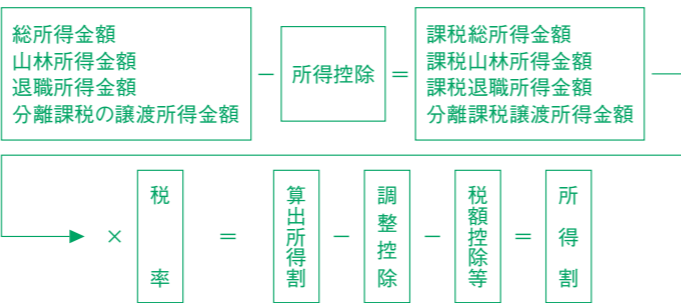 総所得金額
山林所得金額
退職所得金額
分離課税の譲渡所得金額
－
所得控除
＝
課税総所得金額
課税山林所得金額
課税退職所得金額
分離課税譲渡所得金額
×
税率
＝
算出所得割
－
調整控除
－
税額控除等
＝
所得割